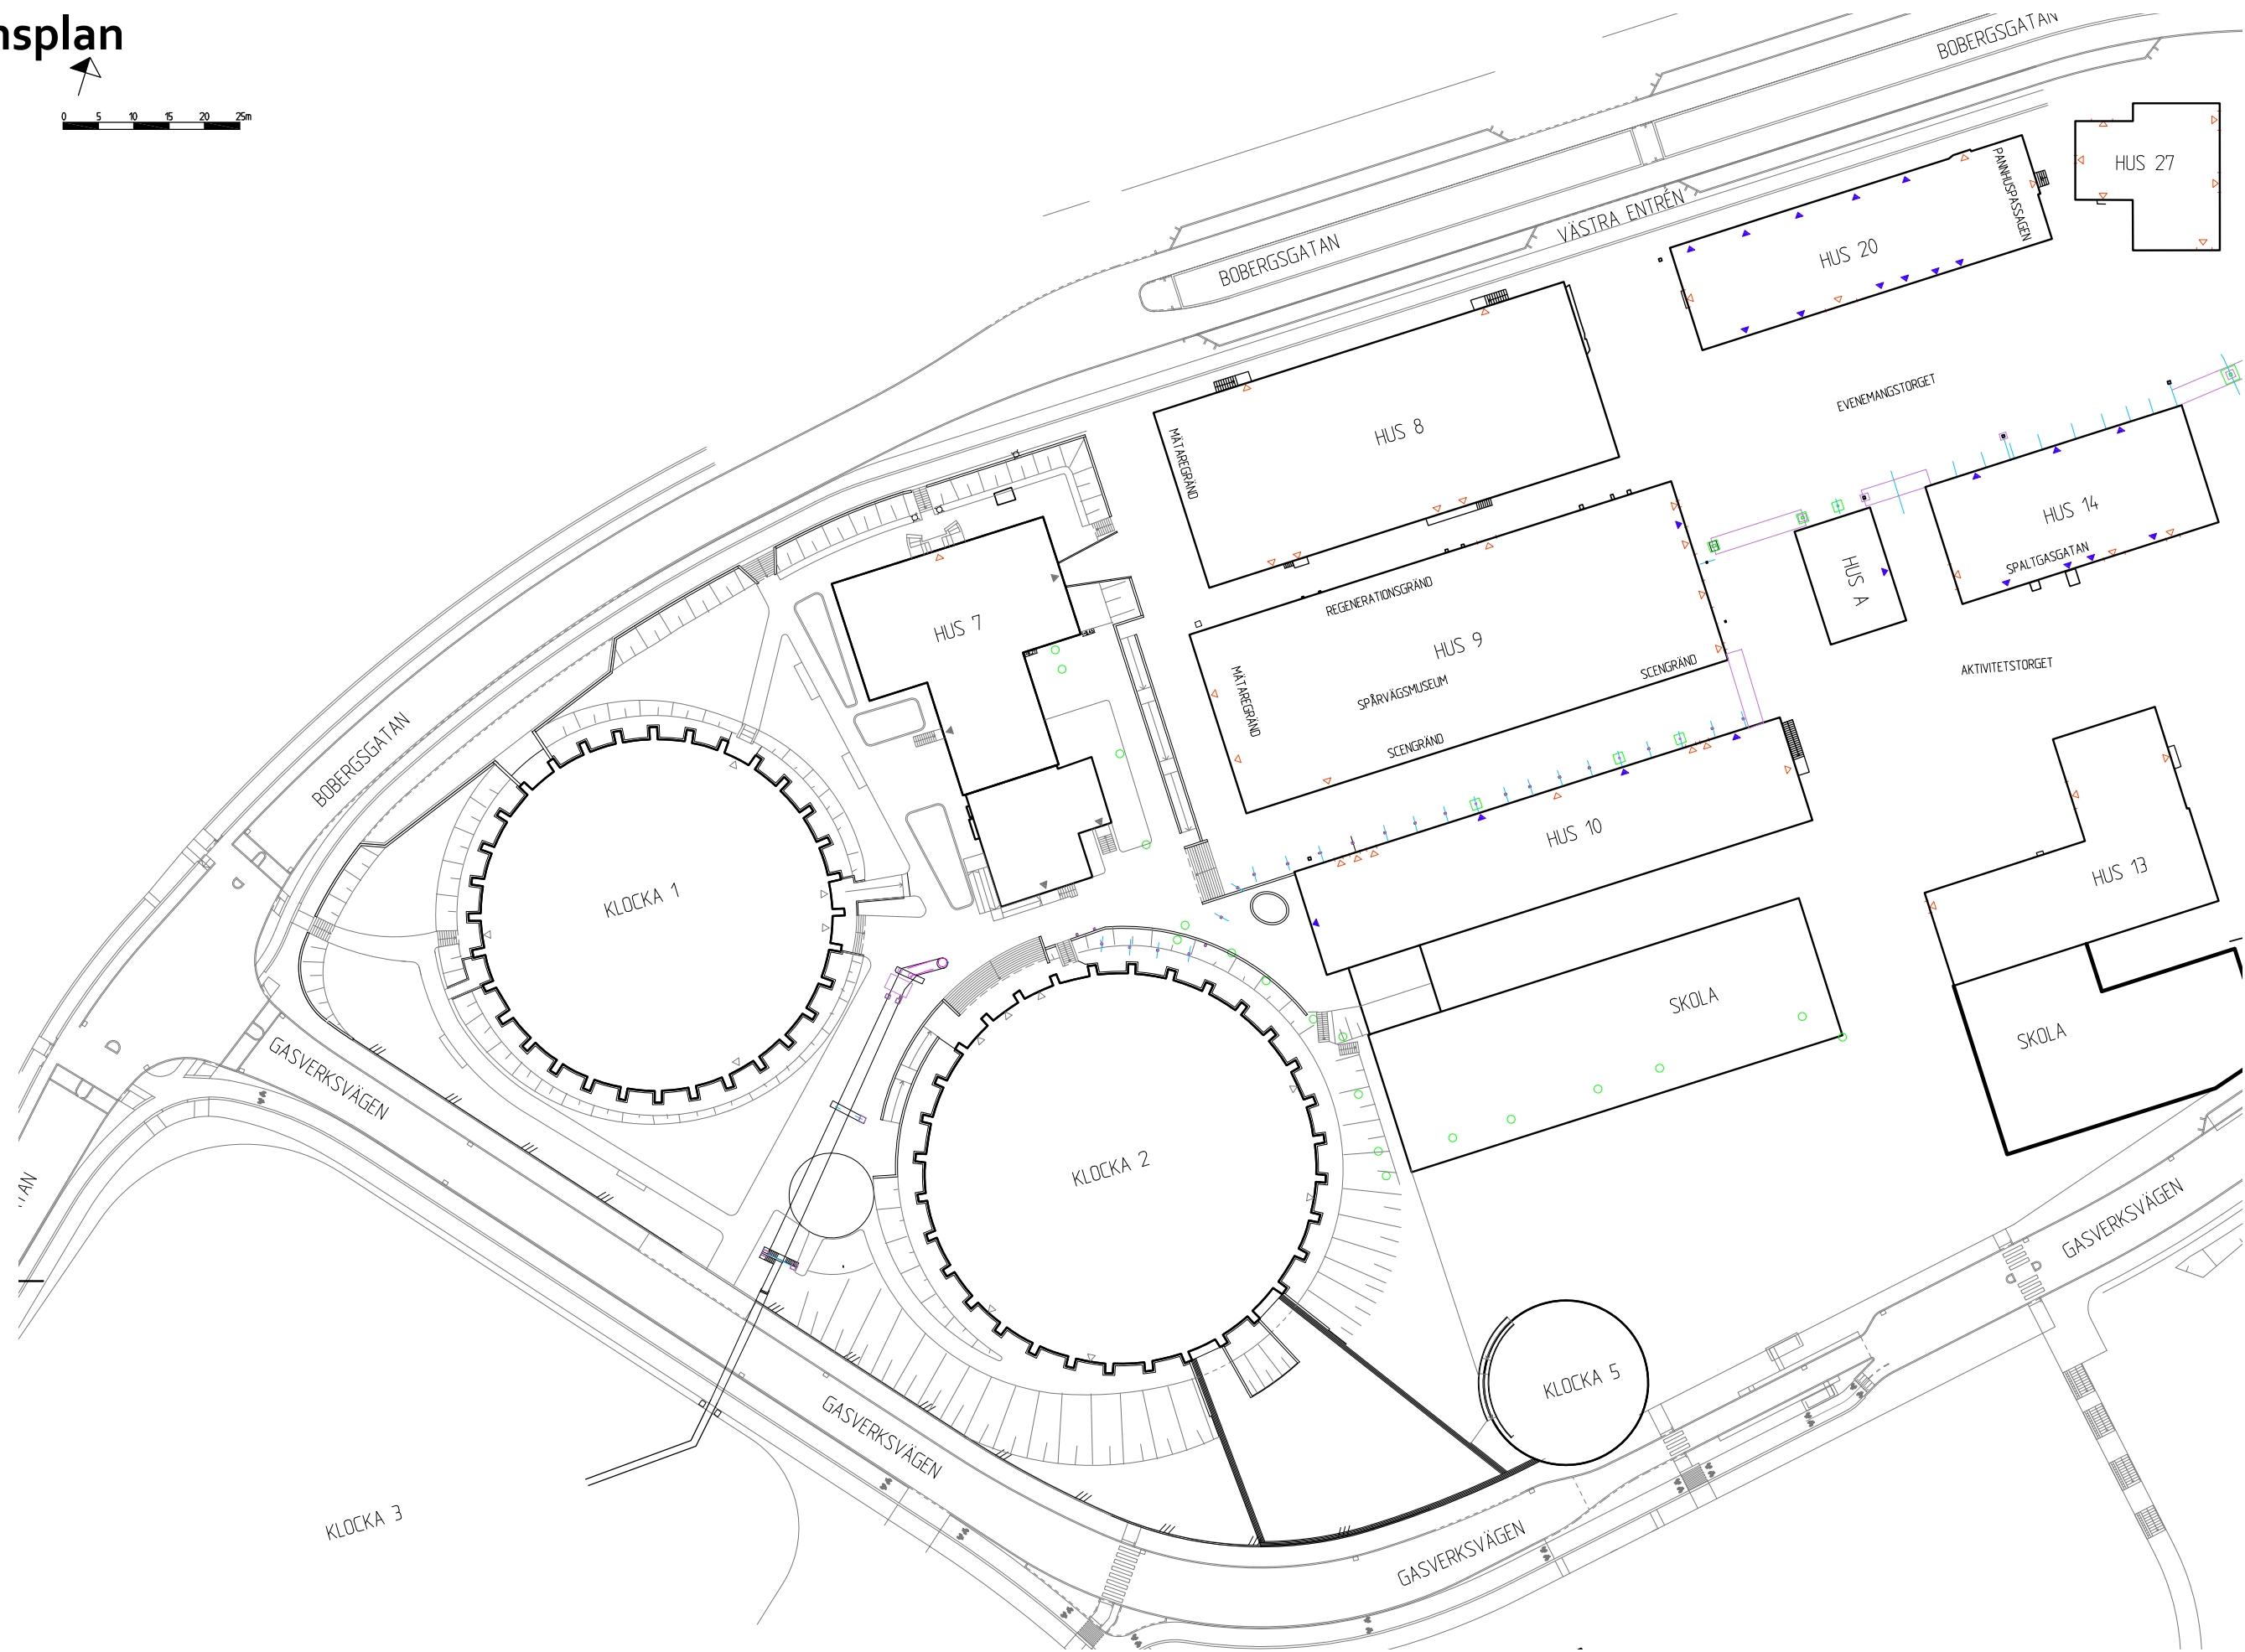 nsplan
0 5 10 15 20 25m
BOBERGSGATAN
HUS 27
PANNHUSPASSAGEN
VÄSTRA ENTRÉN
HUS 20
BOBERGSGATAN
EVENEMANGSTORGET
HUS 8
MÄTAREGRÄND
HUS 14
SPALTGASGATAN
HUS A
REGENERATIONSGRÄND
HUS 7
HUS 9
AKTIVITETSTORGET
SCENGRÄND
SPÅRVÄGSMUSEUM
MÄTAREGRÄND
SCENGRÄND
BOBERGSGATAN
HUS 10
HUS 13
KLOCKA 1
SKOLA
SKOLA
GASVERKSVÄGEN
KLOCKA 2
TAN
GASVERKSVÄGEN
KLOCKA 5
GASVERKSVÄGEN
KLOCKA 3
GASVERKSVÄGEN